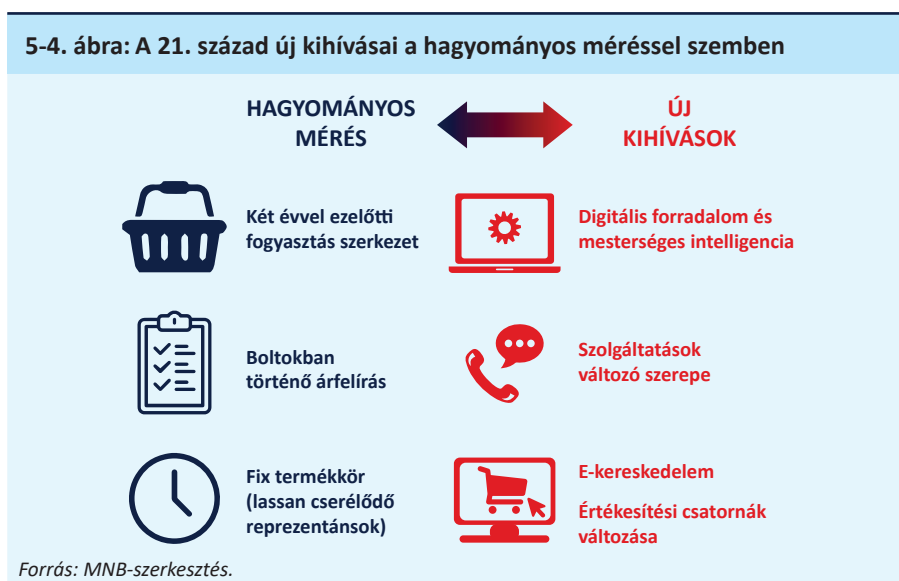 5-4. ábra: A 21. század új kihívásai a hagyományos méréssel szemben
HAGYOMÁNYOS
MÉRÉS
ÚJ
KIHÍVÁSOK
Két évvel ezelőtti
fogyasztás szerkezet
Digitális forradalom és
mesterséges intelligencia
Boltokban
történő árfelírás
Szolgáltatások
változó szerepe
Fix termékkör
(lassan cserélődő
reprezentánsok)
E-kereskedelem
Értékesítési csatornák
változása
Forrás: MNB-szerkesztés.